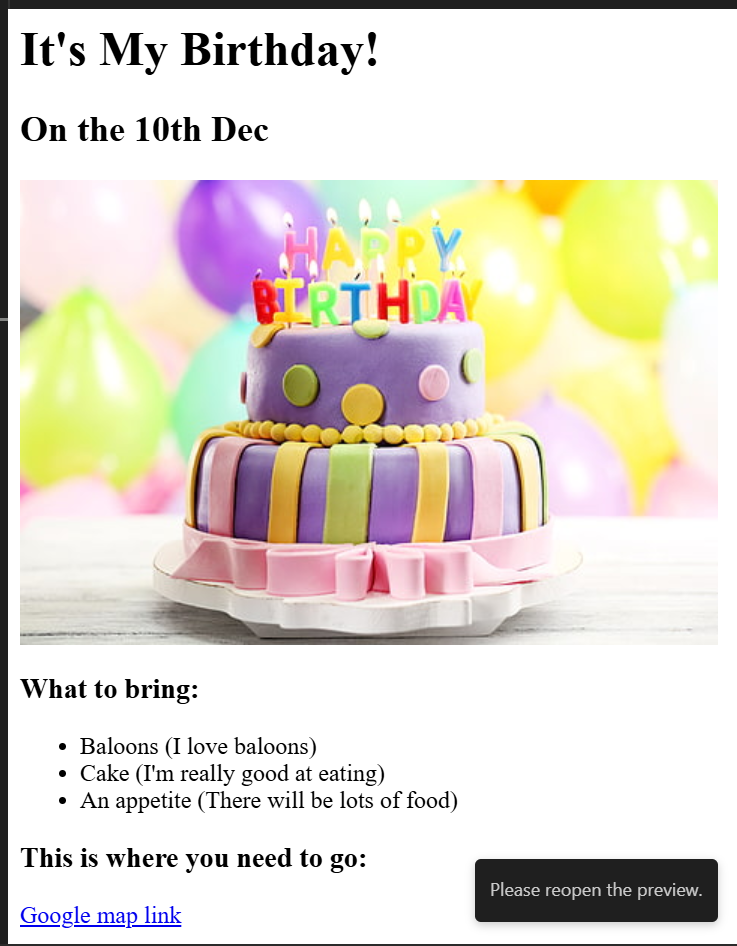 It's My Birthday!
On the 10th Dec
HAPPY
BIRTHDAY
What to bring:
Baloons (I love baloons)
Cake (I'm really good at eating)
An appetite (There will be lots of food)
This is where you need to go:
Google map link
Please reopen the preview.